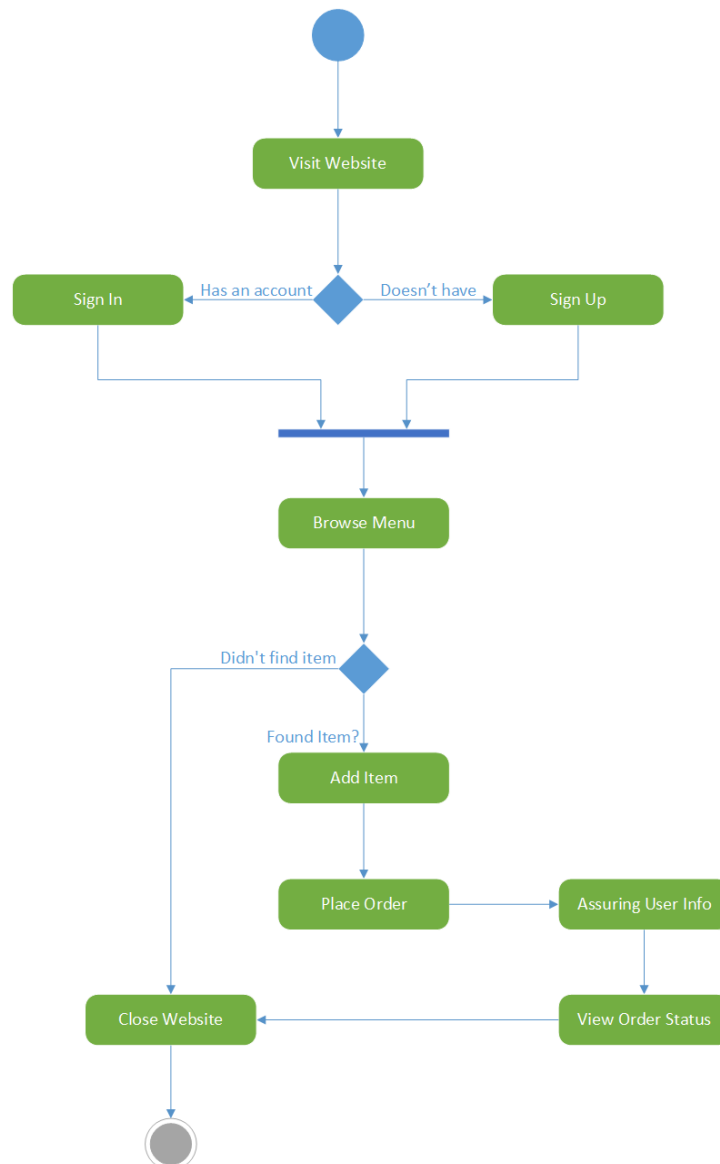 Visit Website
Sign In
Has an account
Doesn’t have
Sign Up
Browse Menu
Didn't find item
Found Item?
Add Item
Place Order
Assuring User Info
Close Website
View Order Status